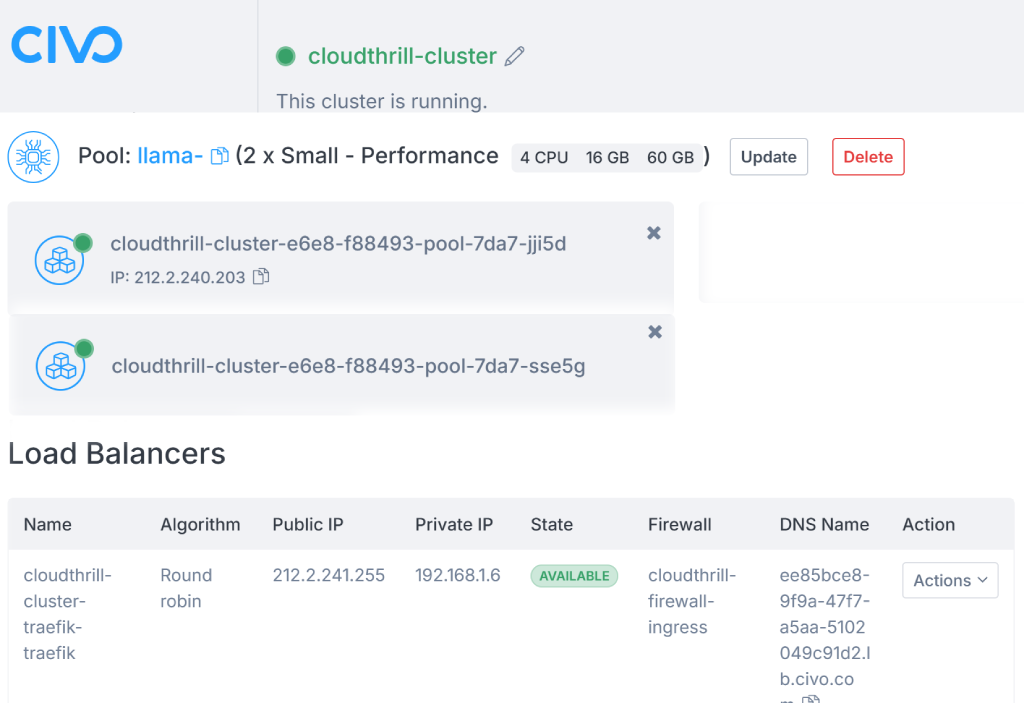 CIVO
cloudthrill-cluster
This cluster is running.
Pool: llama- (2 x Small - Performance 4 CPU 16 GB 60 GB )
Update
Delete
cloudthrill-cluster-e6e8-f88493-pool-7da7-jji5d
IP: 212.2.240.203
cloudthrill-cluster-e6e8-f88493-pool-7da7-sse5g
Load Balancers
Name Algorithm Public IP Private IP State Firewall DNS Name Action
cloudthrill- Round 212.2.241.255 192.168.1.6 AVAILABLE cloudthrill- ee85bce8- Actions
cluster- robin firewall- 9f9a-47f7-
traefik- ingress a5aa-5102
traefik 049c91d2.l
b.civo.co
m